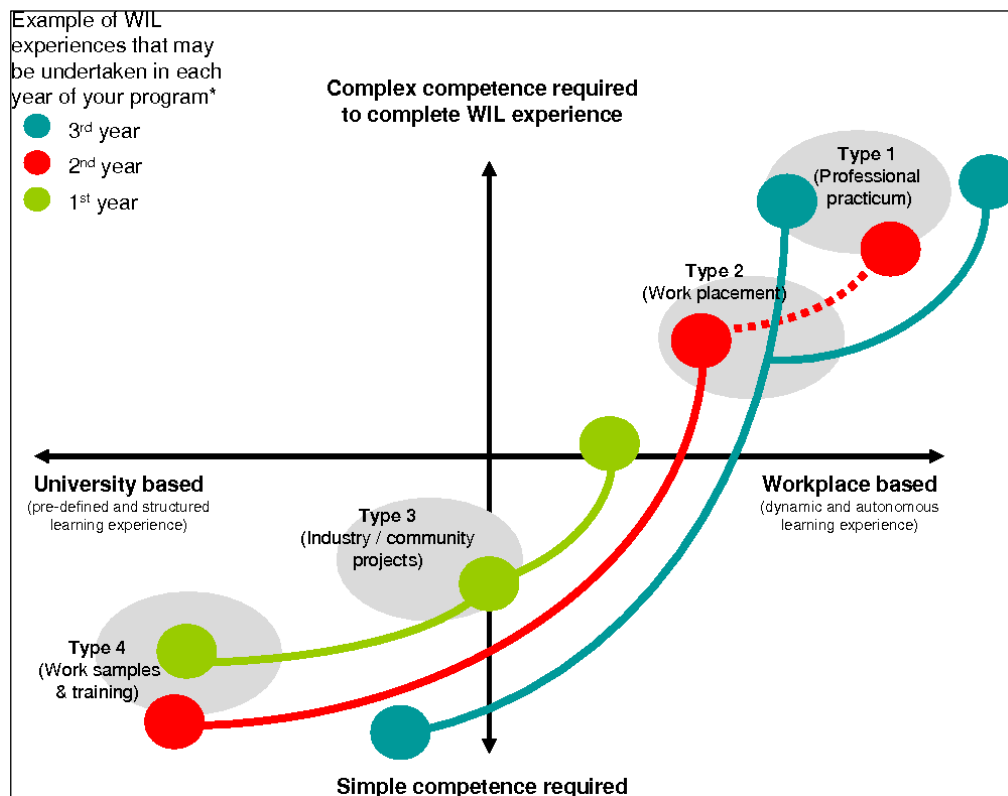 Example of WIL
experiences that may
be undertaken in each
year of your program*
3rd year
2nd year
1st year
Complex competence required
to complete WIL experience
Type 1
(Professional
practicum)
Type 2
(Work placement)
University based
(pre-defined and structured
learning experience)
Workplace based
(dynamic and autonomous
learning experience)
Type 3
(Industry / community
projects)
Type 4
(Work samples
& training)
Simple competence required